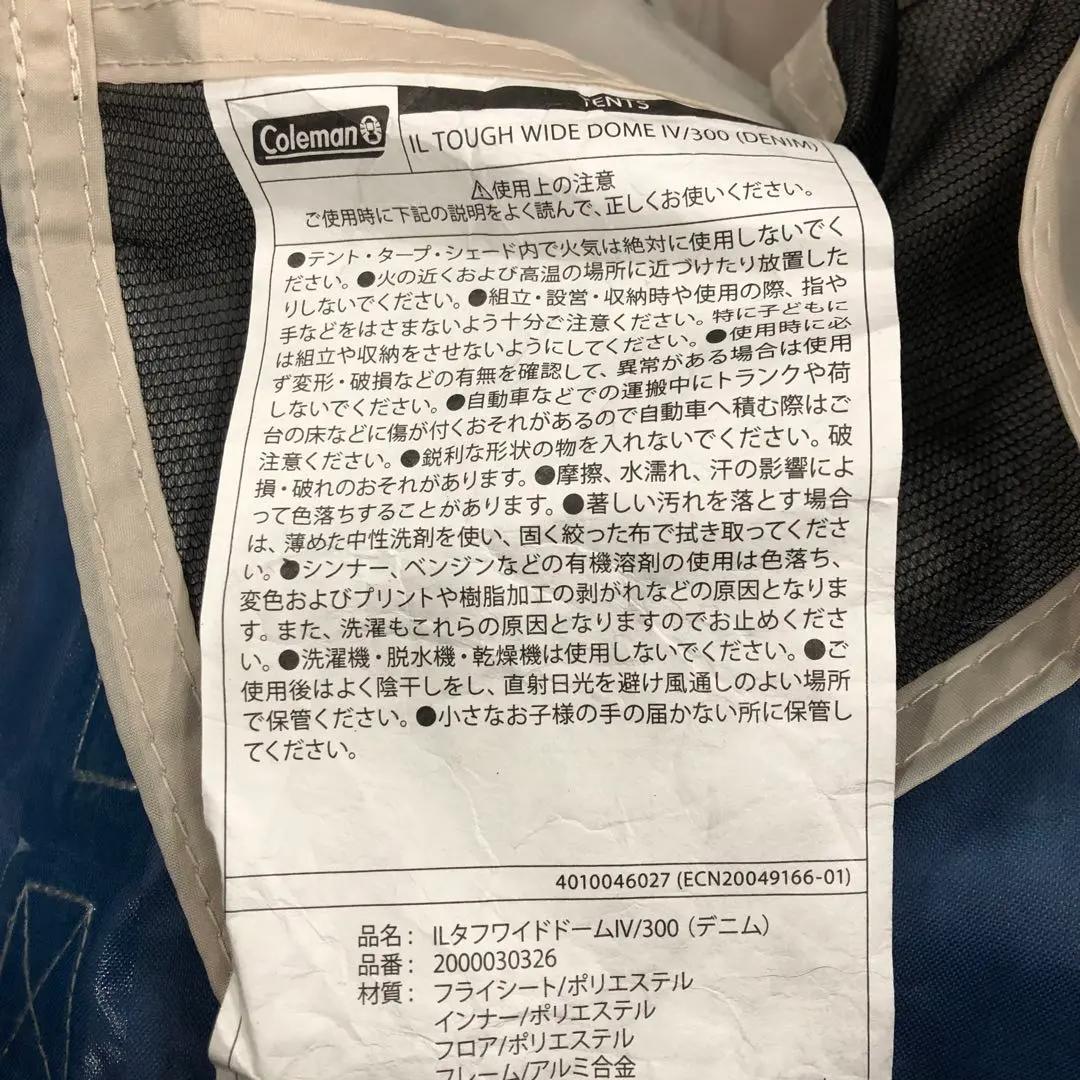 Coleman
TENTS
IL TOUGH WIDE DOME IV/300 (DENIM)
⚠使用上の注意
ご使用時に下記の説明をよく読んで、正しくお使いください。
●テント・タープ・シェード内で火気は絶対に使用しないでく
ださい。●火の近くおよび高温の場所に近づけたり放置した
りしないでください。●組立・設営・収納時や使用の際、指や
手などをはさまないよう十分ご注意ください。特に子どもに
は組立や収納をさせないようにしてください。●使用時に必
ず変形・破損などの有無を確認して、異常がある場合は使用
しないでください。●自動車などでの運搬中にトランクや荷
台の床などに傷が付くおそれがあるので自動車へ積む際はご
注意ください。●鋭利な形状の物を入れないでください。破
損・破れのおそれがあります。●摩擦、水濡れ、汗の影響によ
って色落ちすることがあります。●著しい汚れを落とす場合
は、薄めた中性洗剤を使い、固く絞った布で拭き取ってくださ
い。●シンナー、ベンジンなどの有機溶剤の使用は色落ち、
変色およびプリントや樹脂加工の剥がれなどの原因となりま
す。また、洗濯もこれらの原因となりますのでお止めくださ
い。●洗濯機・脱水機・乾燥機は使用しないでください。●ご
使用後はよく陰干しをし、直射日光を避け風通しのよい場所
で保管ください。●小さなお子様の手の届かない所に保管し
てください。
4010046027 (ECN20049166-01)
品名： ILタフワイドドームIV/300（デニム）
品番： 2000030326
材質： フライシート/ポリエステル
インナー/ポリエステル
フロア/ポリエステル
フレーム/アルミ合金